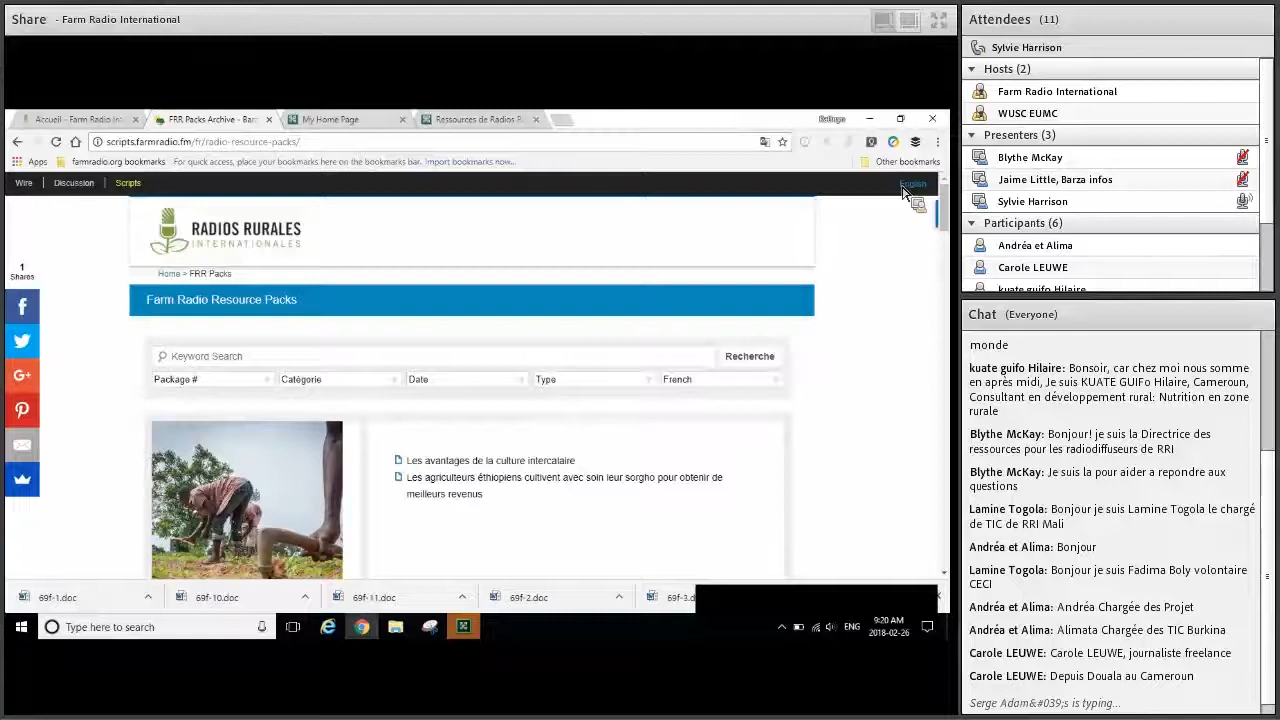 Share - Farm Radio International
Accueil – Farm Radio Int
FRR Packs Archive - Bar
My Home Page
Ressources de Radios R
scripts.farmradio.fm/fr/radio-resource-packs/
Apps
farmradio.org bookmarks
For quick access, place your bookmarks here on the bookmarks bar. Import bookmarks now...
Other bookmarks
Wire
Discussion
Scripts
English
RADIOS RURALES
INTERNATIONALES
Home > FRR Packs
1
Shares
Farm Radio Resource Packs
Keyword Search
Recherche
Package #
Catégorie
Date
Type
French
Les avantages de la culture intercalaire
Les agriculteurs éthiopiens cultivent avec soin leur sorgho pour obtenir de
meilleurs revenus
69f-1.doc
69f-10.doc
69f-11.doc
69f-2.doc
69f-3.d
Type here to search
ENG
9:20 AM
2018-02-26
Attendees (11)
Sylvie Harrison
Hosts (2)
Farm Radio International
WUSC EUMC
Presenters (3)
Blythe McKay
Jaime Little, Barza infos
Sylvie Harrison
Participants (6)
Andréa et Alima
Carole LEUWE
kuate guifo Hilaire
Chat (Everyone)
monde
kuate guifo Hilaire: Bonsoir, car chez moi nous somme
en après midi, Je suis KUATE GUIFo Hilaire, Cameroun,
Consultant en développement rural: Nutrition en zone
rurale
Blythe McKay: Bonjour! je suis la Directrice des
ressources pour les radiodiffuseurs de RRI
Blythe McKay: Je suis la pour aider a repondre aux
questions
Lamine Togola: Bonjour je suis Lamine Togola le chargé
de TIC de RRI Mali
Andréa et Alima: Bonjour
Lamine Togola: Bonjour je suis Fadima Boly volontaire
CECI
Andréa et Alima: Andréa Chargée des Projet
Andréa et Alima: Alimata Chargée des TIC Burkina
Carole LEUWE: Carole LEUWE, journaliste freelance
Carole LEUWE: Depuis Douala au Cameroun
Serge Adam&#039;s is typing...